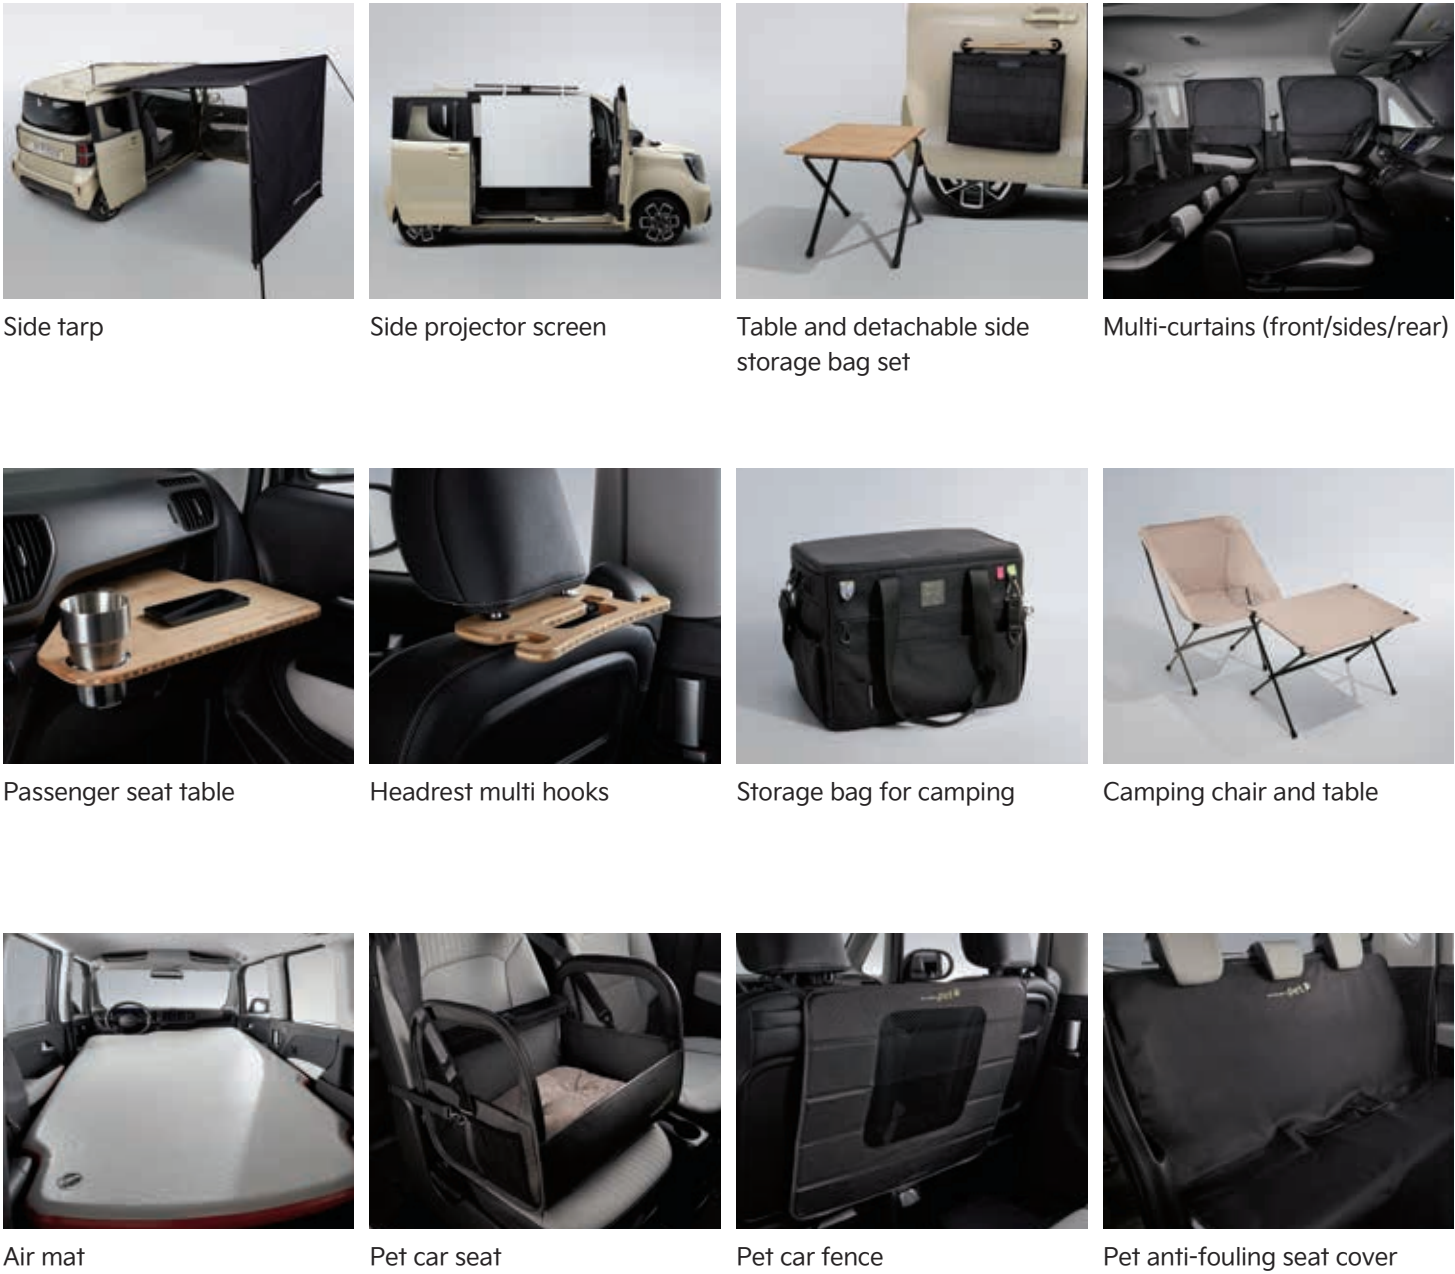 Side tarp
Side projector screen
Table and detachable side
storage bag set
Multi-curtains (front/sides/rear)
Passenger seat table
Headrest multi hooks
Storage bag for camping
Camping chair and table
pet
pet
Air mat
Pet car seat
Pet car fence
Pet anti-fouling seat cover